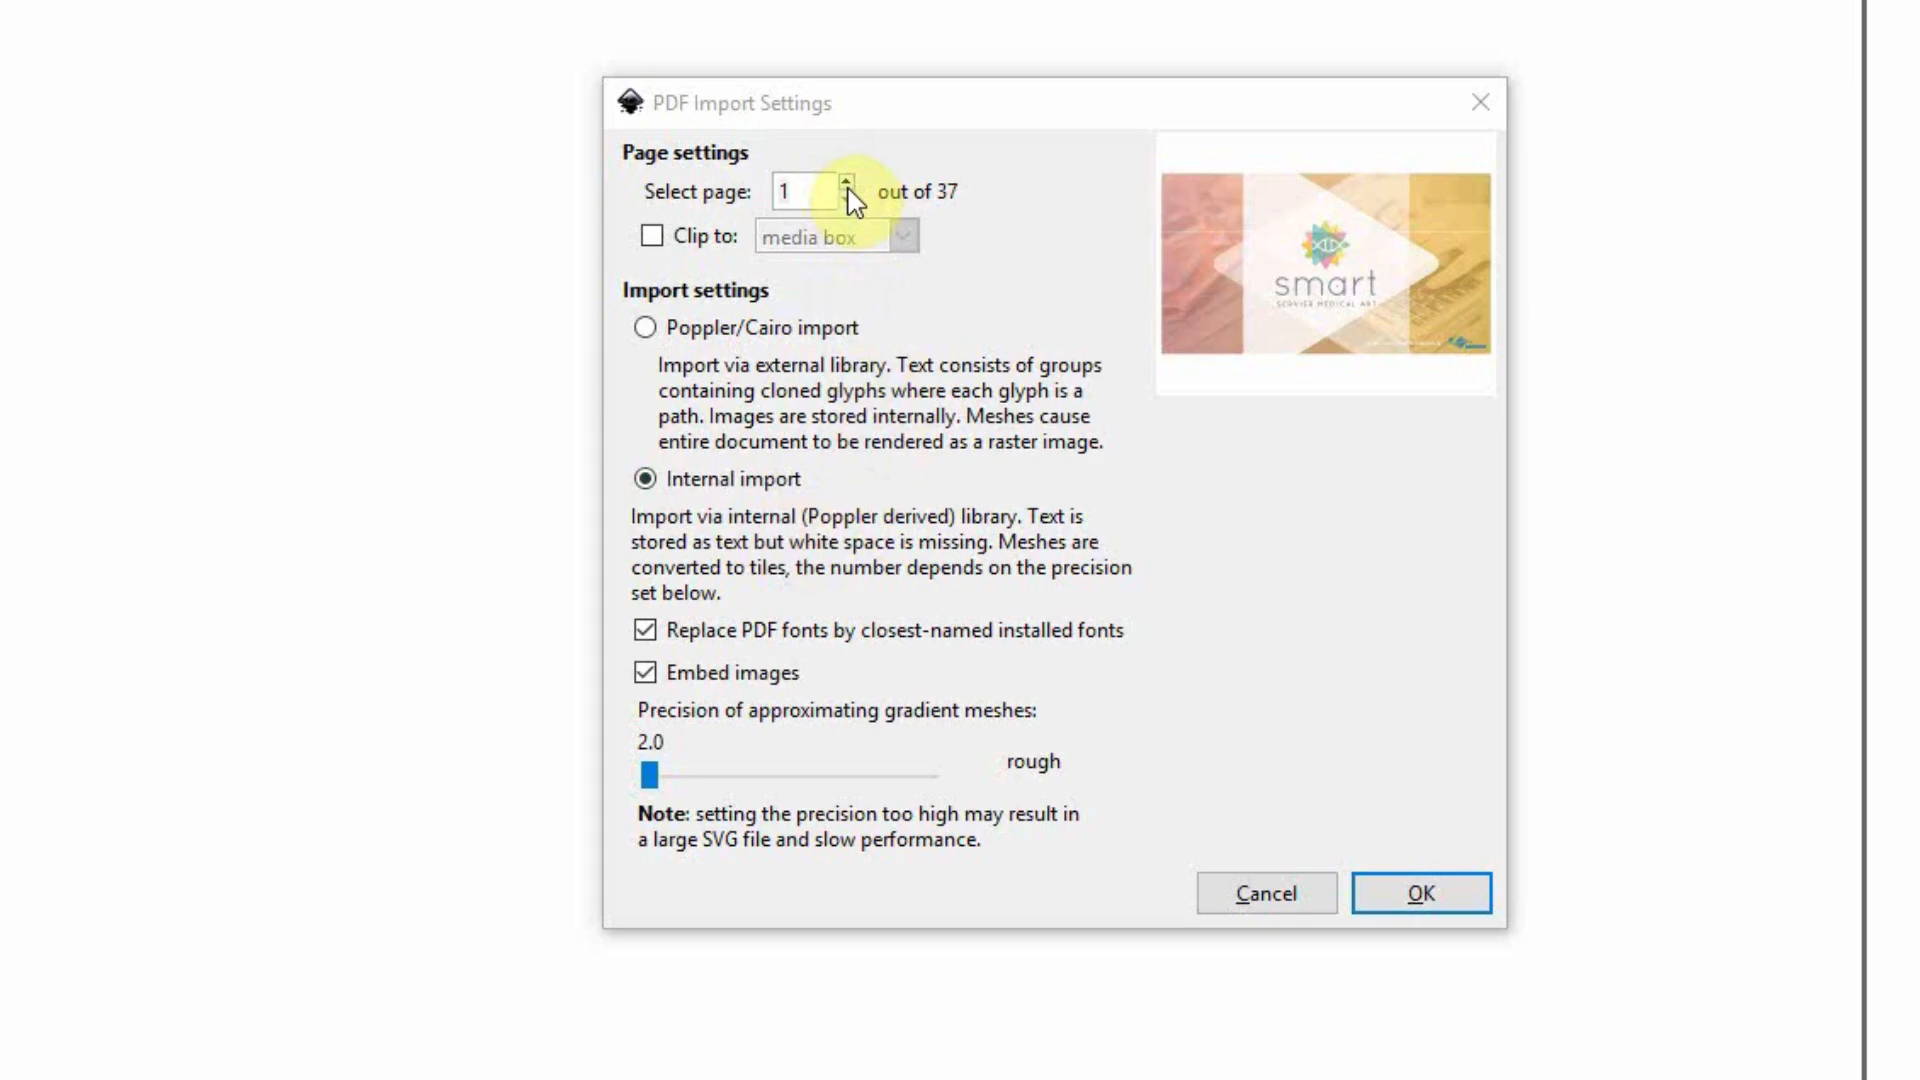 PDF Import Settings
Page settings
Select page: 1 out of 37
Clip to: media box
Import settings
Poppler/Cairo import
Import via external library. Text consists of groups
containing cloned glyphs where each glyph is a
path. Images are stored internally. Meshes cause
entire document to be rendered as a raster image.
Internal import
Import via internal (Poppler derived) library. Text is
stored as text but white space is missing. Meshes are
converted to tiles, the number depends on the precision
set below.
Replace PDF fonts by closest-named installed fonts
Embed images
Precision of approximating gradient meshes:
2.0
rough
Note: setting the precision too high may result in
a large SVG file and slow performance.
Cancel OK
smart
SERVIER MEDICAL ART